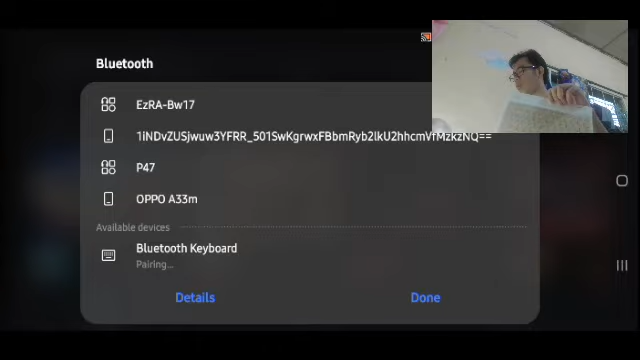 Bluetooth
EzRA-Bw17
1iNDvZUSjwuw3YFRR_501SwKgrwxFBbmRyb2lkU2hhcmVfMzkzNQ==
P47
OPPO A33m
Available devices
Bluetooth Keyboard
Pairing...
Details
Done